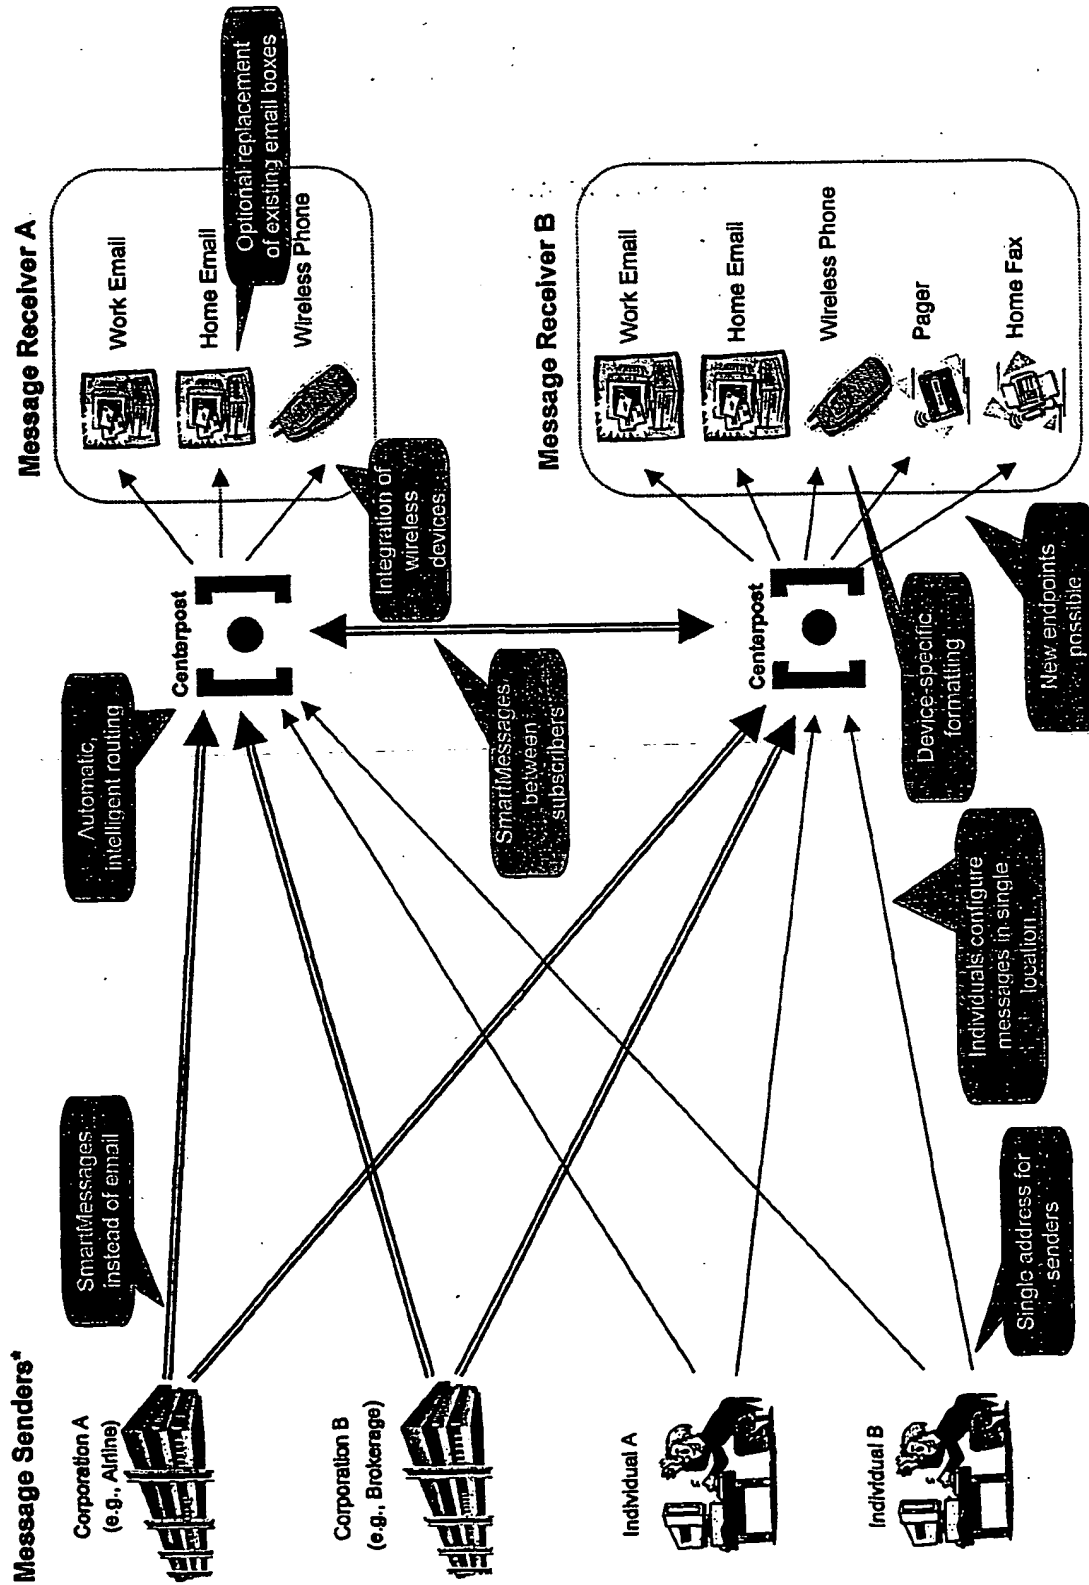 Message Senders*
Corporation A
(e.g., Airline)
Corporation B
(e.g., Brokerage)
Individual A
Individual B
SmartMessages
instead of email
Single address for
senders
Individuals configure
messages in single
location
Automatic,
intelligent routing
Centerpost
SmartMessages
between
subscribers
Centerpost
Device-specific
formatting
New endpoints
possible
Integration of
wireless
devices
Message Receiver A
Work Email
Home Email
Wireless Phone
Optional replacement
of existing email boxes
Message Receiver B
Work Email
Home Email
Wireless Phone
Pager
Home Fax